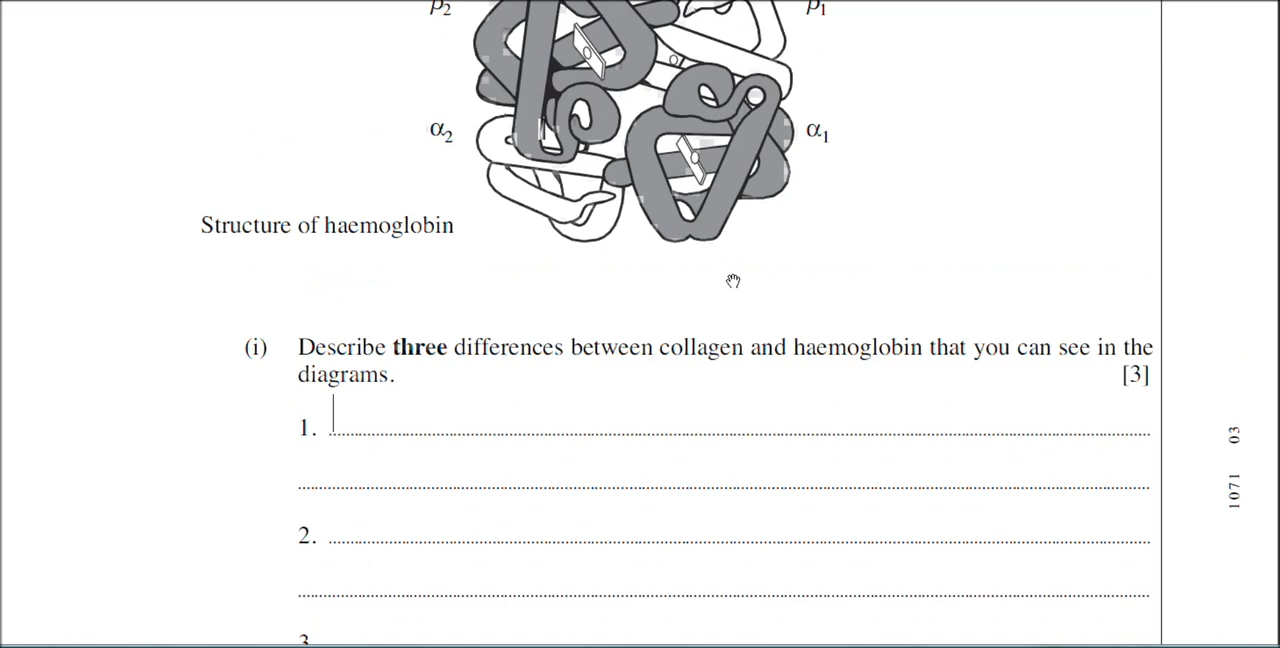 β₂ β₁
α₂ α₁
Structure of haemoglobin
(i) Describe three differences between collagen and haemoglobin that you can see in the
diagrams. [3]
1.
2.
3
1071 03